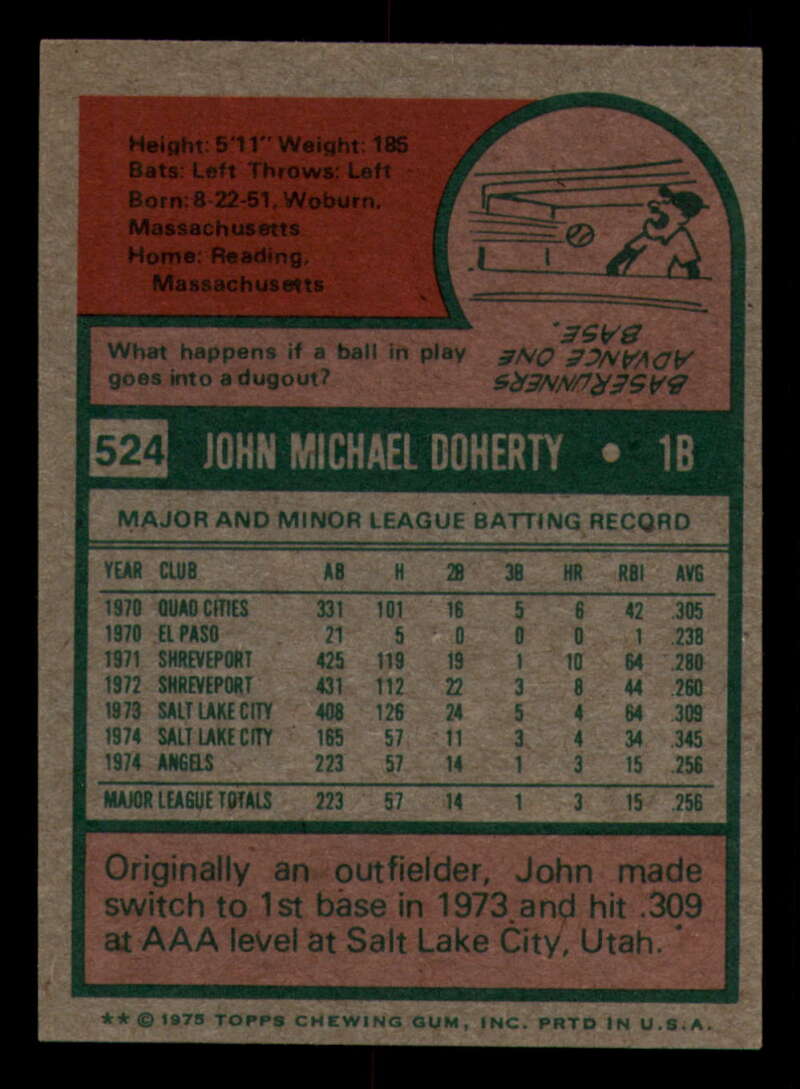 Height: 5'11" Weight: 185
Bats: Left Throws: Left
Born: 8-22-51, Woburn,
Massachusetts
Home: Reading,
Massachusetts
What happens if a ball in play
goes into a dugout?
BASERUNNERS
ADVANCE ONE
BASE.
524 JOHN MICHAEL DOHERTY • 1B
MAJOR AND MINOR LEAGUE BATTING RECORD
YEAR CLUB AB H 2B 3B HR RBI AVG
1970 QUAD CITIES 331 101 16 5 6 42 .305
1970 EL PASO 21 5 0 0 0 1 .238
1971 SHREVEPORT 425 119 19 1 10 64 .280
1972 SHREVEPORT 431 112 22 3 8 44 .260
1973 SALT LAKE CITY 408 126 24 5 4 64 .309
1974 SALT LAKE CITY 165 57 11 3 4 34 .345
1974 ANGELS 223 57 14 1 3 15 .256
MAJOR LEAGUE TOTALS 223 57 14 1 3 15 .256
Originally an outfielder, John made
switch to 1st base in 1973 and hit .309
at AAA level at Salt Lake City, Utah.
** © 1975 TOPPS CHEWING GUM, INC. PRTD IN U.S.A.